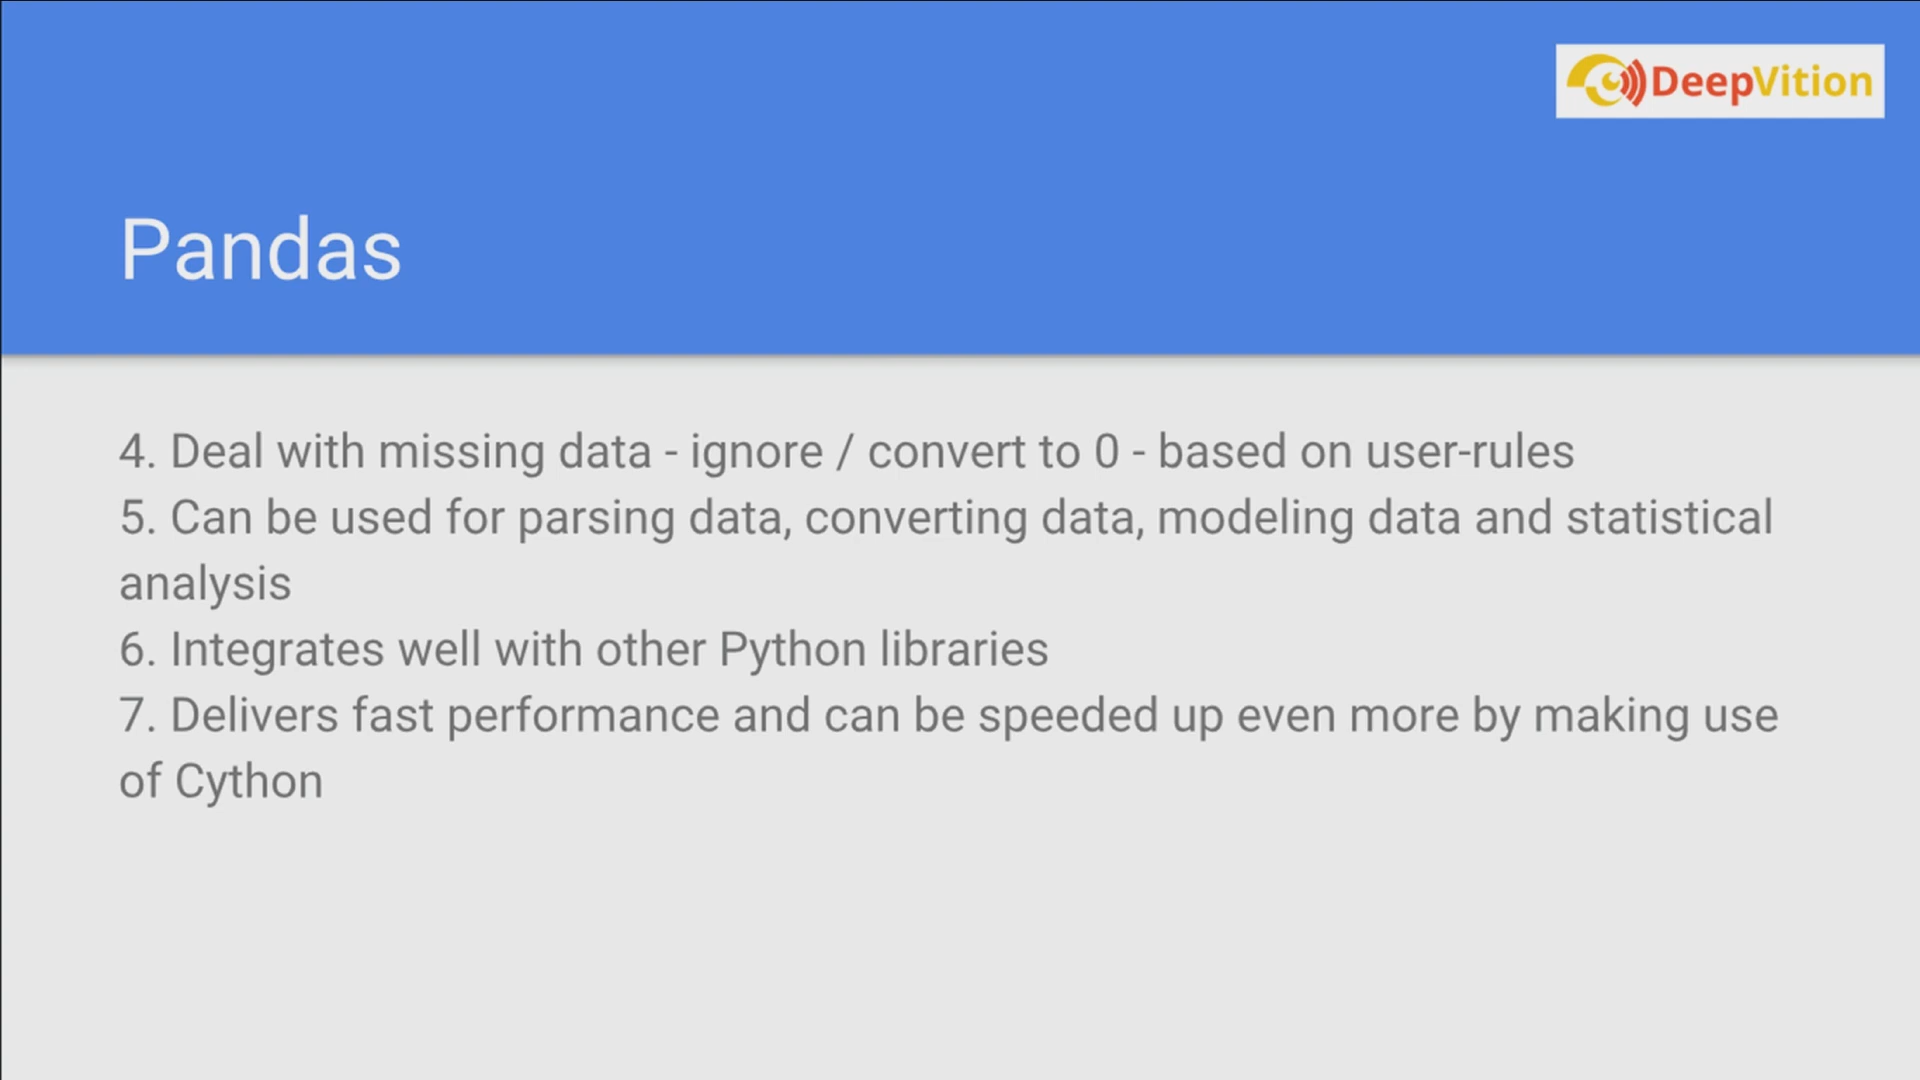 DeepVition
Pandas
4. Deal with missing data - ignore / convert to 0 - based on user-rules
5. Can be used for parsing data, converting data, modeling data and statistical
analysis
6. Integrates well with other Python libraries
7. Delivers fast performance and can be speeded up even more by making use
of Cython